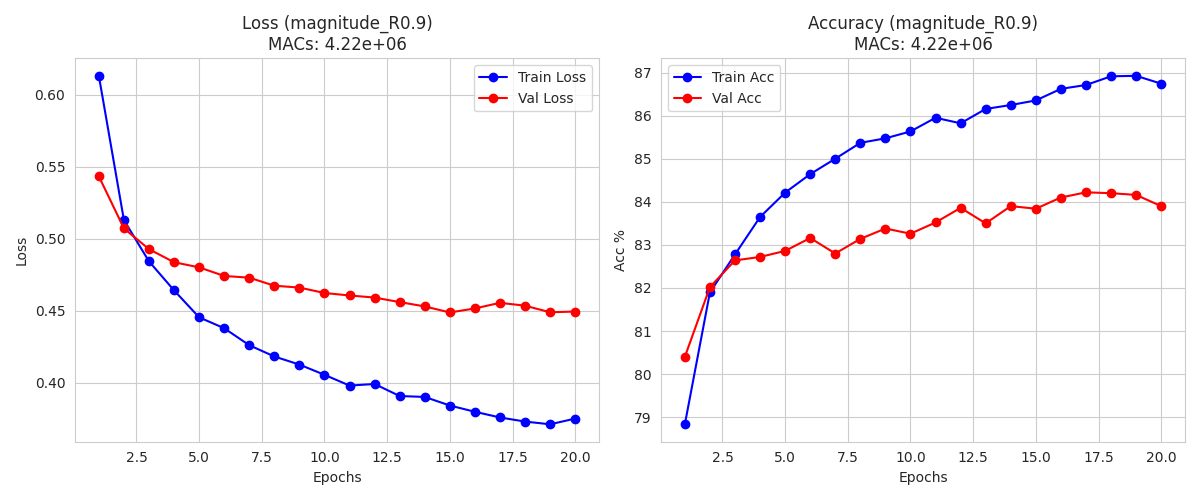 Loss (magnitude_R0.9)
MACs: 4.22e+06
Train Loss
Val Loss
0.60
0.55
0.50
0.45
0.40
Loss
2.5 5.0 7.5 10.0 12.5 15.0 17.5 20.0
Epochs
Accuracy (magnitude_R0.9)
MACs: 4.22e+06
Train Acc
Val Acc
87
86
85
84
83
82
81
80
79
Acc %
2.5 5.0 7.5 10.0 12.5 15.0 17.5 20.0
Epochs